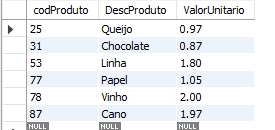 codProduto DescProduto ValorUnitario
25 Queijo 0.97
31 Chocolate 0.87
53 Linha 1.80
77 Papel 1.05
78 Vinho 2.00
87 Cano 1.97
NULL NULL NULL